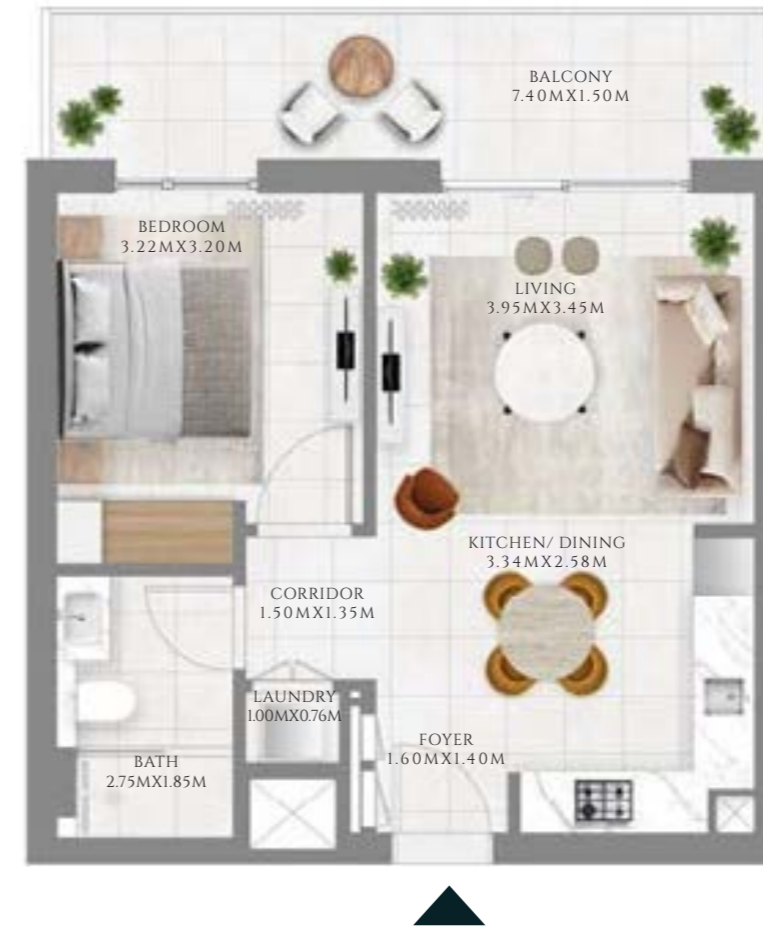 BALCONY
7.40MX1.50M
BEDROOM
3.22MX3.20M
LIVING
3.95MX3.45M
KITCHEN/ DINING
3.34MX2.58M
CORRIDOR
1.50MX1.35M
LAUNDRY
1.00MX0.76M
FOYER
1.60MX1.40M
BATH
2.75MX1.85M